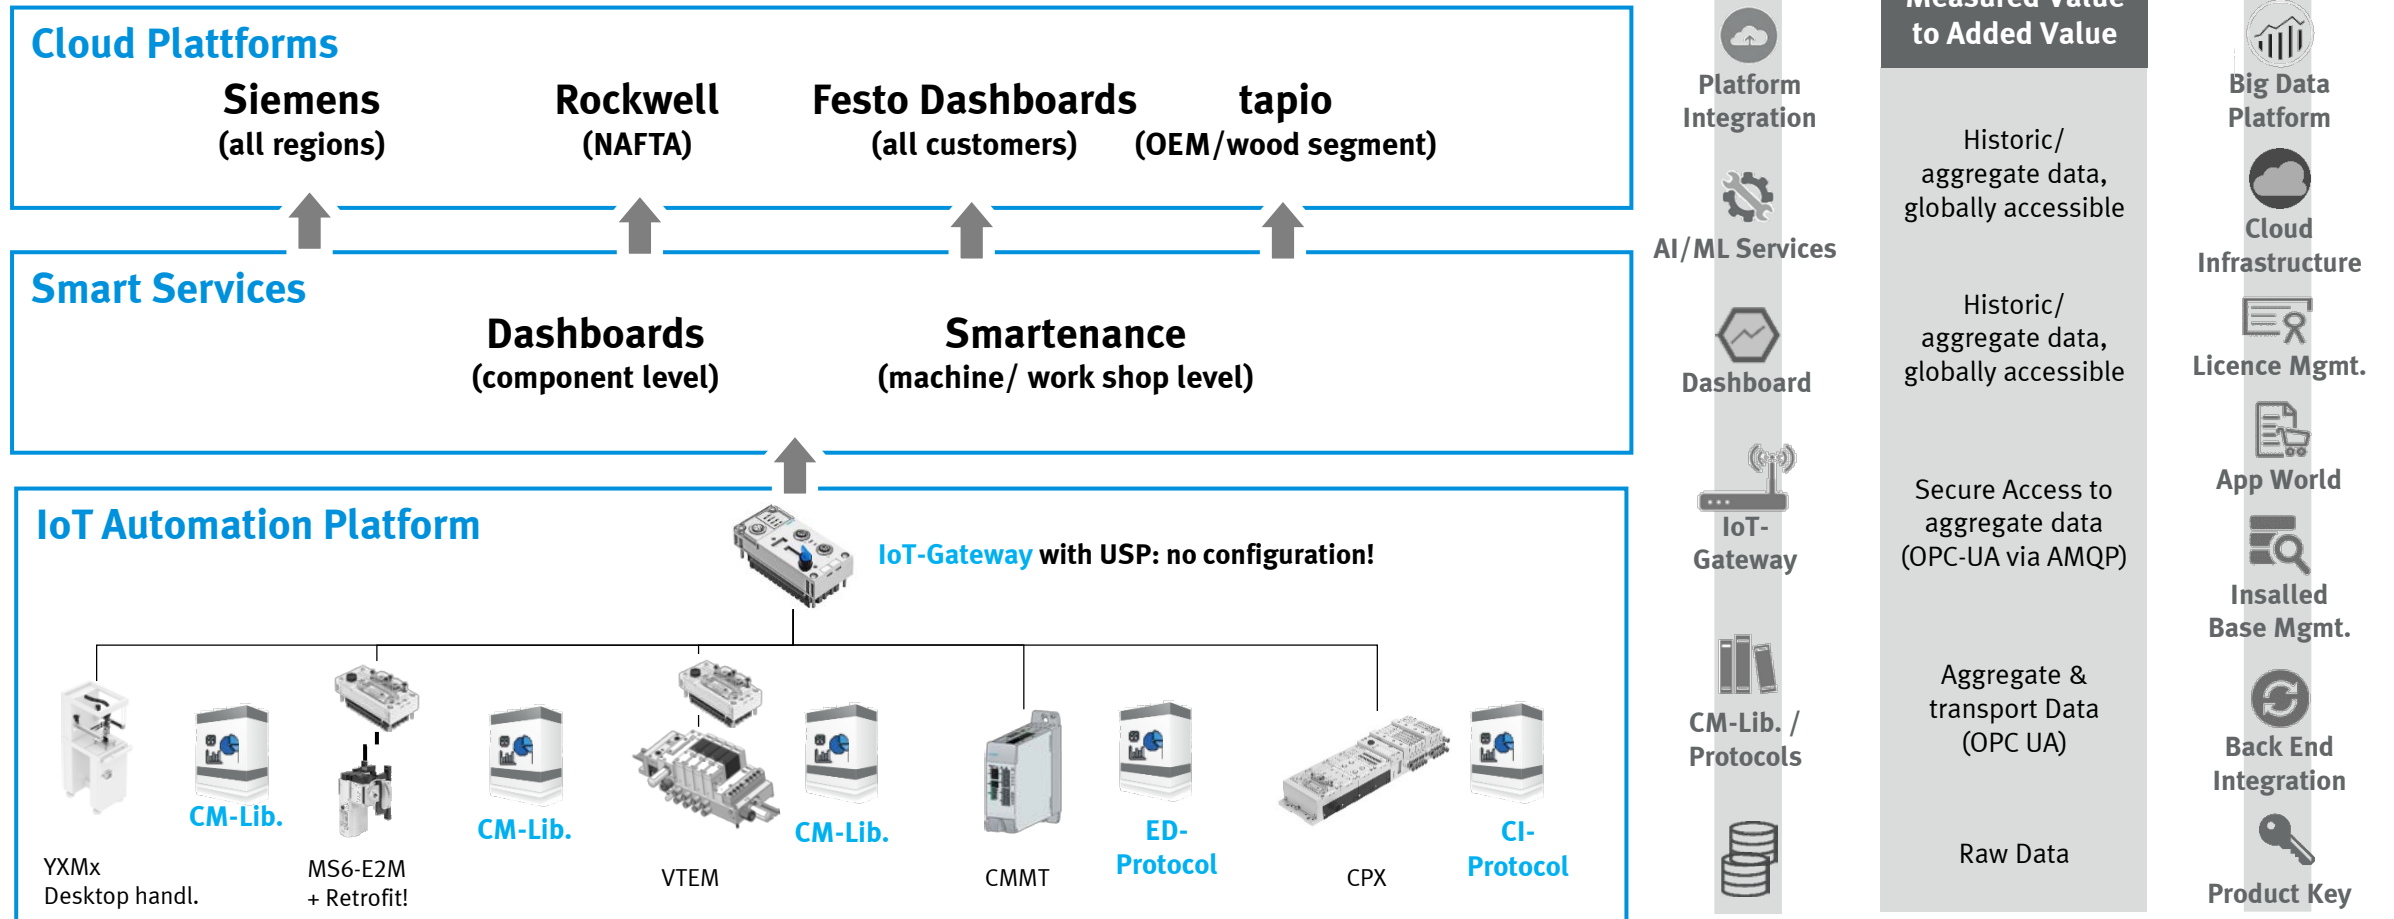 Cloud Plattforms
Siemens
(all regions)
Rockwell
(NAFTA)
Festo Dashboards
(all customers)
tapio
(OEM/wood segment)
Smart Services
Dashboards
(component level)
Smartenance
(machine/ work shop level)
IoT Automation Platform
IoT-Gateway with USP: no configuration!
CM-Lib.
CM-Lib.
CM-Lib.
ED-
Protocol
CI-
Protocol
YXMx
Desktop handl.
MS6-E2M
+ Retrofit!
VTEM
CMMT
CPX
Platform
Integration
AI/ML Services
Dashboard
IoT-
Gateway
CM-Lib. /
Protocols
Measured Value
to Added Value
Historic/
aggregate data,
globally accessible
Historic/
aggregate data,
globally accessible
Secure Access to
aggregate data
(OPC-UA via AMQP)
Aggregate &
transport Data
(OPC UA)
Raw Data
Big Data
Platform
Cloud
Infrastructure
Licence Mgmt.
App World
Insalled
Base Mgmt.
Back End
Integration
Product Key